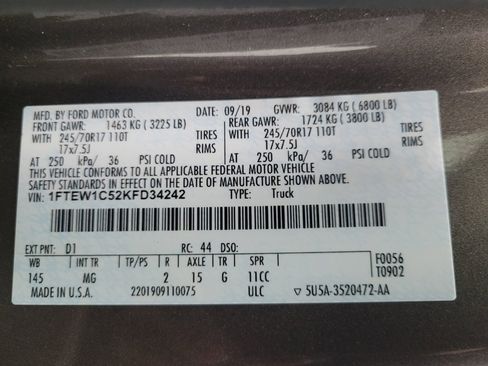 MFD. BY FORD MOTOR CO. DATE: 09/19 GVWR: 3084 KG ( 6800 LB)
FRONT GAWR: 1463 KG ( 3225 LB) REAR GAWR: 1724 KG ( 3800 LB)
WITH 245/70R17 110T TIRES WITH 245/70R17 110T TIRES
17x7.5J RIMS 17x7.5J RIMS
AT 250 kPa/ 36 PSI COLD AT 250 kPa/ 36 PSI COLD
THIS VEHICLE CONFORMS TO ALL APPLICABLE FEDERAL MOTOR VEHICLE
SAFETY STANDARDS IN EFFECT ON THE DATE OF MANUFACTURE SHOWN ABOVE.
VIN: 1FTEW1C52KFD34242 TYPE: Truck
EXT PNT: D1 RC: 44 DSO: F0056
WB INT TR TP/PS R AXLE TR SPR T0902
145 MG 2 15 G 11CC
MADE IN U.S.A. 2201909110075 ULC ▽ 5U5A-3520472-AA